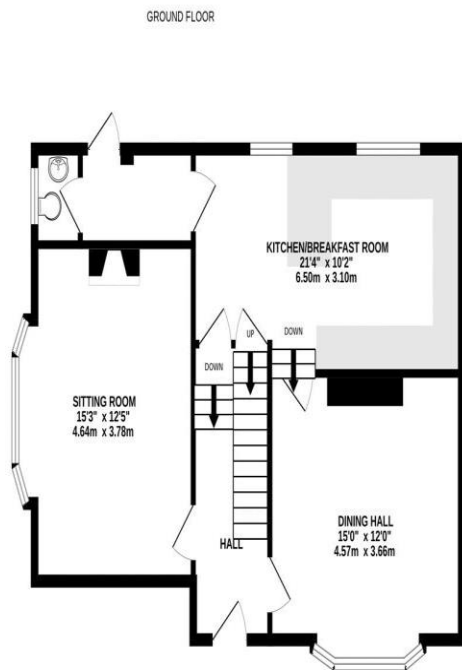 GROUND FLOOR
KITCHEN/BREAKFAST ROOM
21'4" x 10'2"
6.50m x 3.10m
UP
DOWN
DOWN
SITTING ROOM
15'3" x 12'5"
4.64m x 3.78m
HALL
DINING HALL
15'0" x 12'0"
4.57m x 3.66m